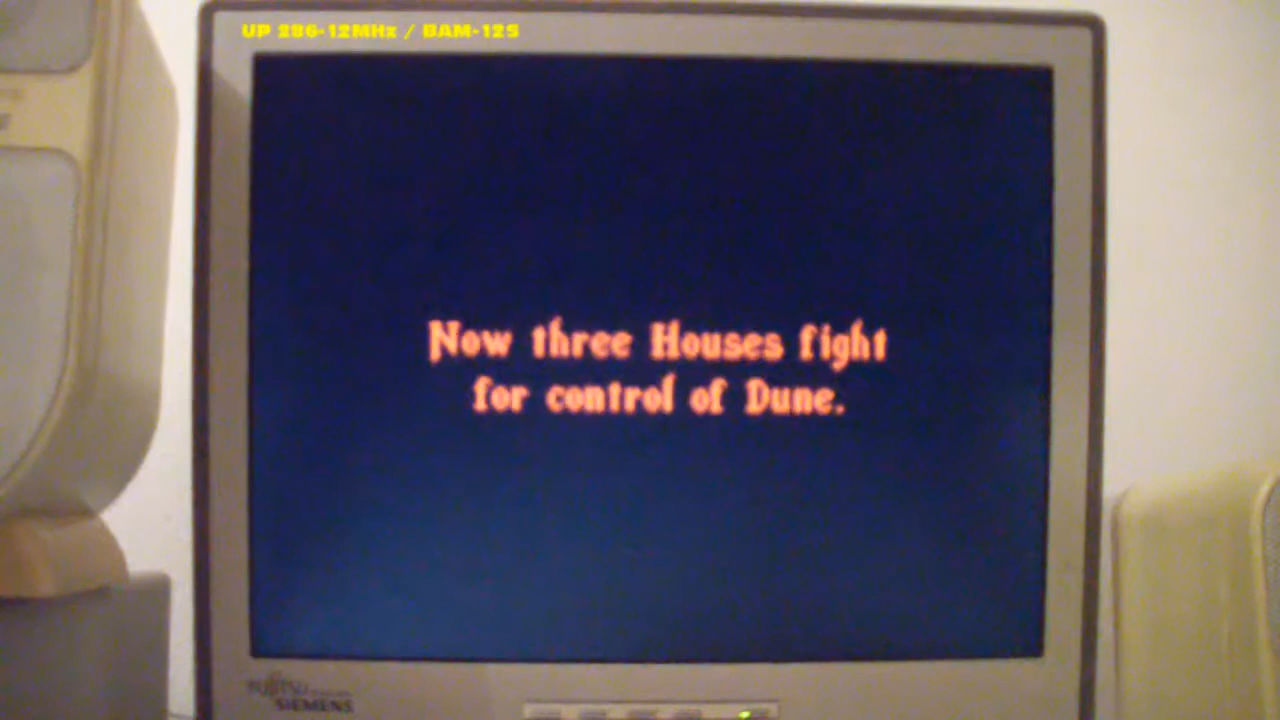 UP 286-12MHz / BAM-12S
Now three Houses fight
for control of Dune.
FUJITSU
SIEMENS